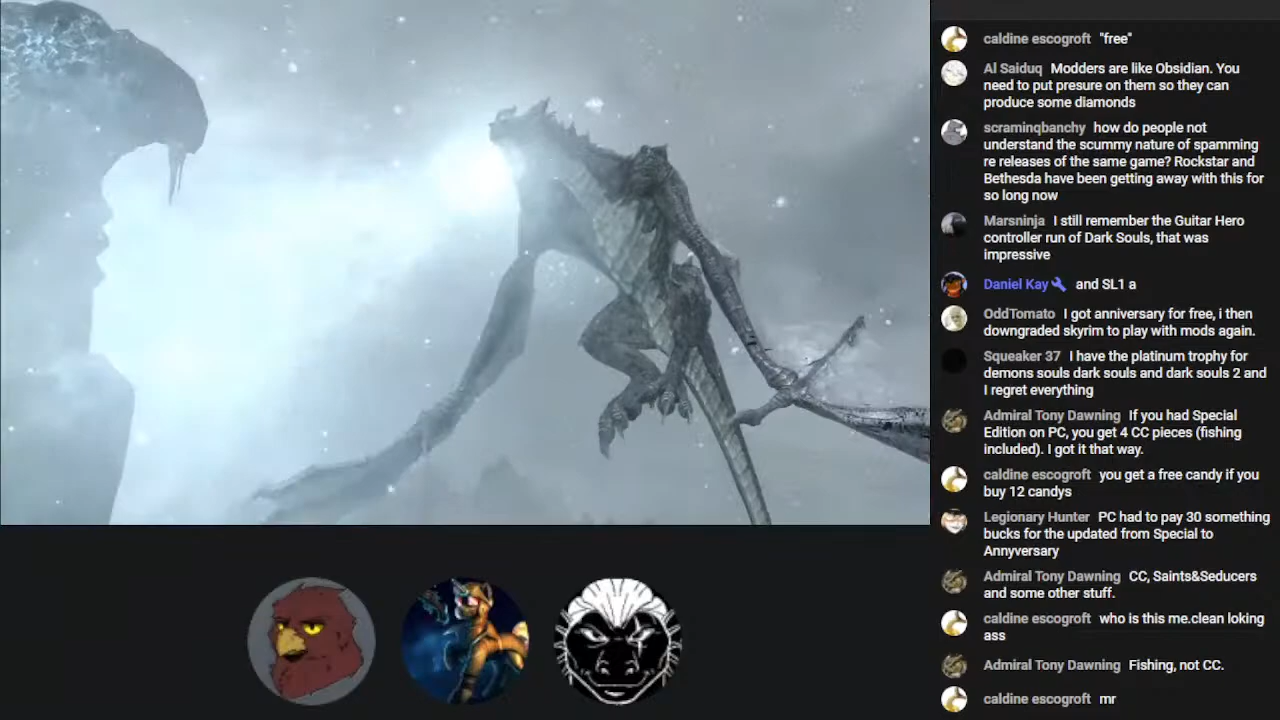 caldine escogroft "free"
Al Saiduq Modders are like Obsidian. You
need to put presure on them so they can
produce some diamonds
scraminqbanchy how do people not
understand the scummy nature of spamming
re releases of the same game? Rockstar and
Bethesda have been getting away with this for
so long now
Marsninja I still remember the Guitar Hero
controller run of Dark Souls, that was
impressive
Daniel Kay and SL1 a
OddTomato I got anniversary for free, i then
downgraded skyrim to play with mods again.
Squeaker 37 I have the platinum trophy for
demons souls dark souls and dark souls 2 and
I regret everything
Admiral Tony Dawning If you had Special
Edition on PC, you get 4 CC pieces (fishing
included). I got it that way.
caldine escogroft you get a free candy if you
buy 12 candys
Legionary Hunter PC had to pay 30 something
bucks for the updated from Special to
Annyversary
Admiral Tony Dawning CC, Saints&Seducers
and some other stuff.
caldine escogroft who is this me.clean loking
ass
Admiral Tony Dawning Fishing, not CC.
caldine escogroft mr